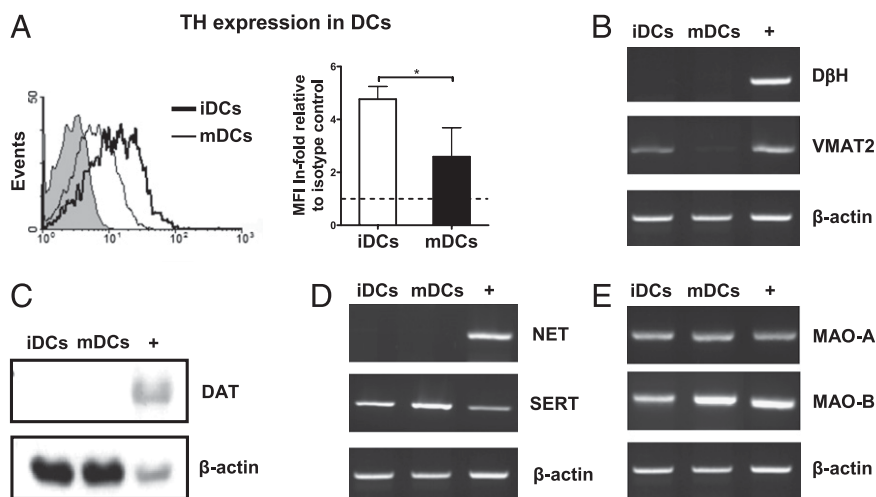 A
TH expression in DCs
50
Events
0
10⁰ 10¹ 10² 10³
iDCs
mDCs
6
4
2
0
MFI In-fold relative
to isotype control
*
iDCs mDCs
B
iDCs mDCs +
DβH
VMAT2
β-actin
C
iDCs mDCs +
DAT
β-actin
D
iDCs mDCs +
NET
SERT
β-actin
E
iDCs mDCs +
MAO-A
MAO-B
β-actin